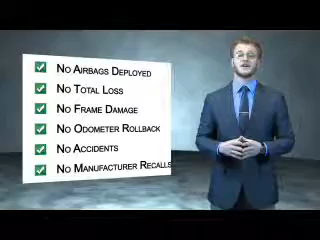 No Airbags Deployed
No Total Loss
No Frame Damage
No Odometer Rollback
No Accidents
No Manufacturer Recalls